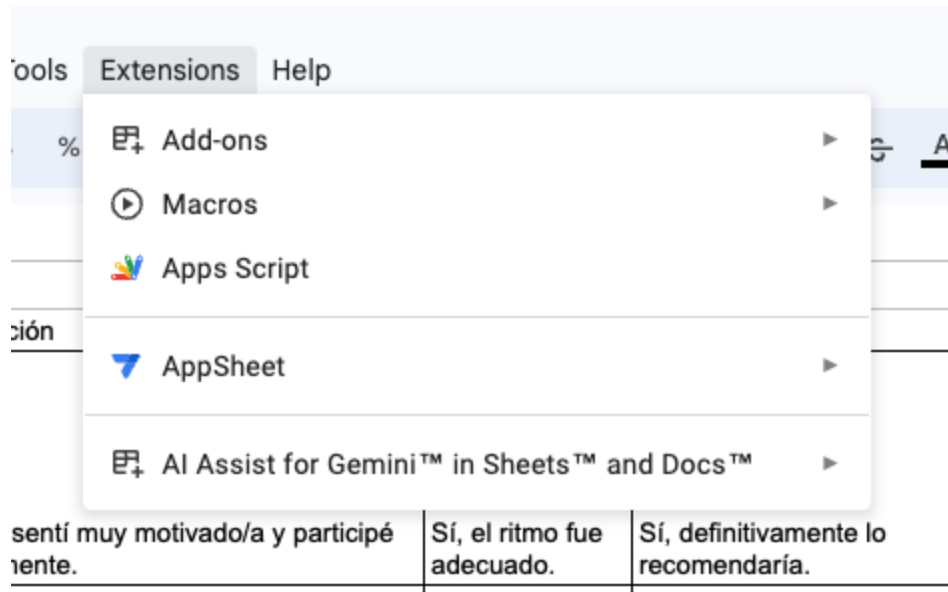 Extensions Help
%
Add-ons
Macros
Apps Script
AppSheet
AI Assist for Gemini™ in Sheets™ and Docs™
sentí muy motivado/a y participé
Sí, el ritmo fue
adecuado.
Sí, definitivamente lo
recomendaría.